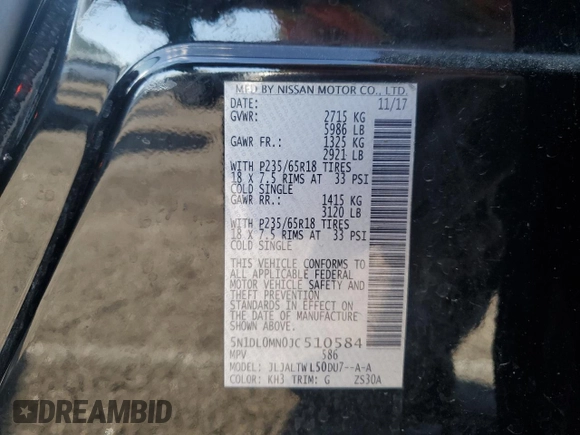 MFD BY NISSAN MOTOR CO., LTD.
DATE: 11/17
GVWR: 2715 KG
5986 LB
GAWR FR.: 1325 KG
2921 LB
WITH P235/65R18 TIRES
18 X 7.5 RIMS AT 33 PSI
COLD SINGLE
GAWR RR.: 1415 KG
3120 LB
WITH P235/65R18 TIRES
18 X 7.5 RIMS AT 33 PSI
COLD SINGLE
THIS VEHICLE CONFORMS TO
ALL APPLICABLE FEDERAL
MOTOR VEHICLE SAFETY AND
THEFT PREVENTION
STANDARDS IN EFFECT ON
THE DATE OF MANUFACTURE
SHOWN ABOVE.
5N1DL0MN0JC510584
MPV 586
MODEL: JLJALTWL50DU7--A-A
COLOR: KH3 TRIM: G ZS30A
DREAMBID